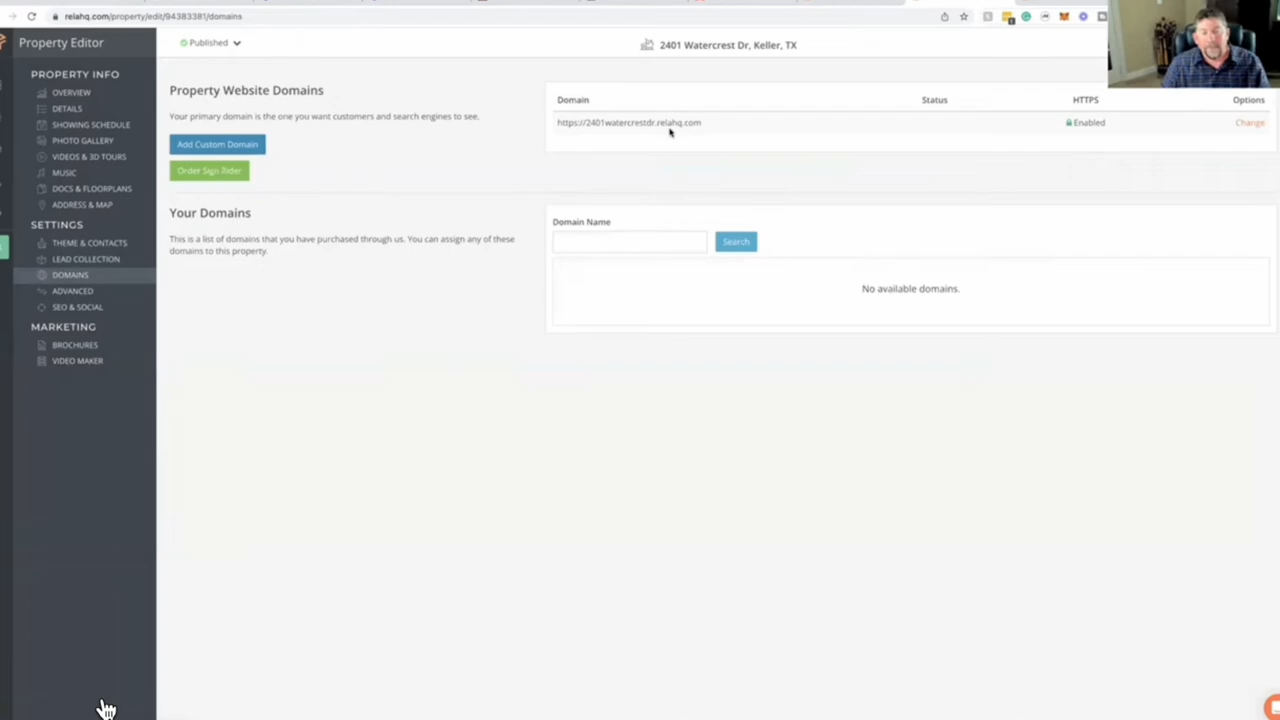 relahq.com/property/edit/94383381/domains
Property Editor
Published
2401 Watercrest Dr, Keller, TX
PROPERTY INFO
OVERVIEW
DETAILS
SHOWING SCHEDULE
PHOTO GALLERY
VIDEOS & 3D TOURS
MUSIC
DOCS & FLOORPLANS
ADDRESS & MAP
SETTINGS
THEME & CONTACTS
LEAD COLLECTION
DOMAINS
ADVANCED
SEO & SOCIAL
MARKETING
BROCHURES
VIDEO MAKER
Property Website Domains
Your primary domain is the one you want customers and search engines to see.
Add Custom Domain
Order Sign Rider
Domain Status HTTPS Options
https://2401watercrestdr.relahq.com Enabled Change
Your Domains
This is a list of domains that you have purchased through us. You can assign any of these
domains to this property.
Domain Name
Search
No available domains.